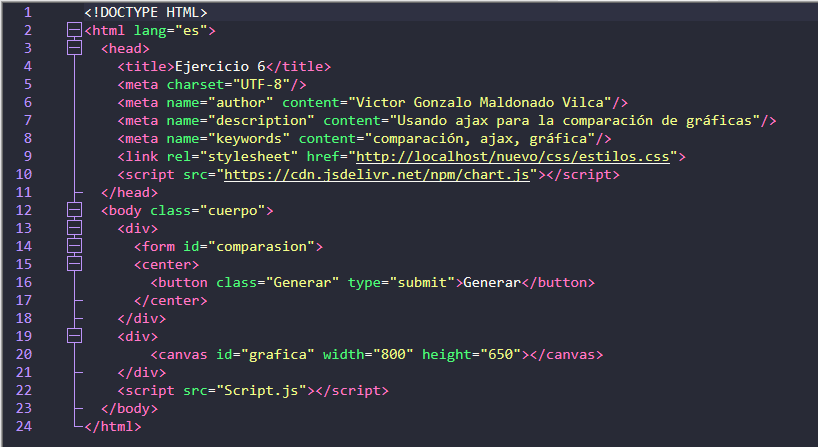 1 <!DOCTYPE HTML>
2 <html lang="es">
3 <head>
4 <title>Ejercicio 6</title>
5 <meta charset="UTF-8"/>
6 <meta name="author" content="Victor Gonzalo Maldonado Vilca"/>
7 <meta name="description" content="Usando ajax para la comparación de gráficas"/>
8 <meta name="keywords" content="comparación, ajax, gráfica"/>
9 <link rel="stylesheet" href="http://localhost/nuevo/css/estilos.css">
10 <script src="https://cdn.jsdelivr.net/npm/chart.js"></script>
11 </head>
12 <body class="cuerpo">
13 <div>
14 <form id="comparasion">
15 <center>
16 <button class="Generar" type="submit">Generar</button>
17 </center>
18 </div>
19 <div>
20 <canvas id="grafica" width="800" height="650"></canvas>
21 </div>
22 <script src="Script.js"></script>
23 </body>
24 </html>